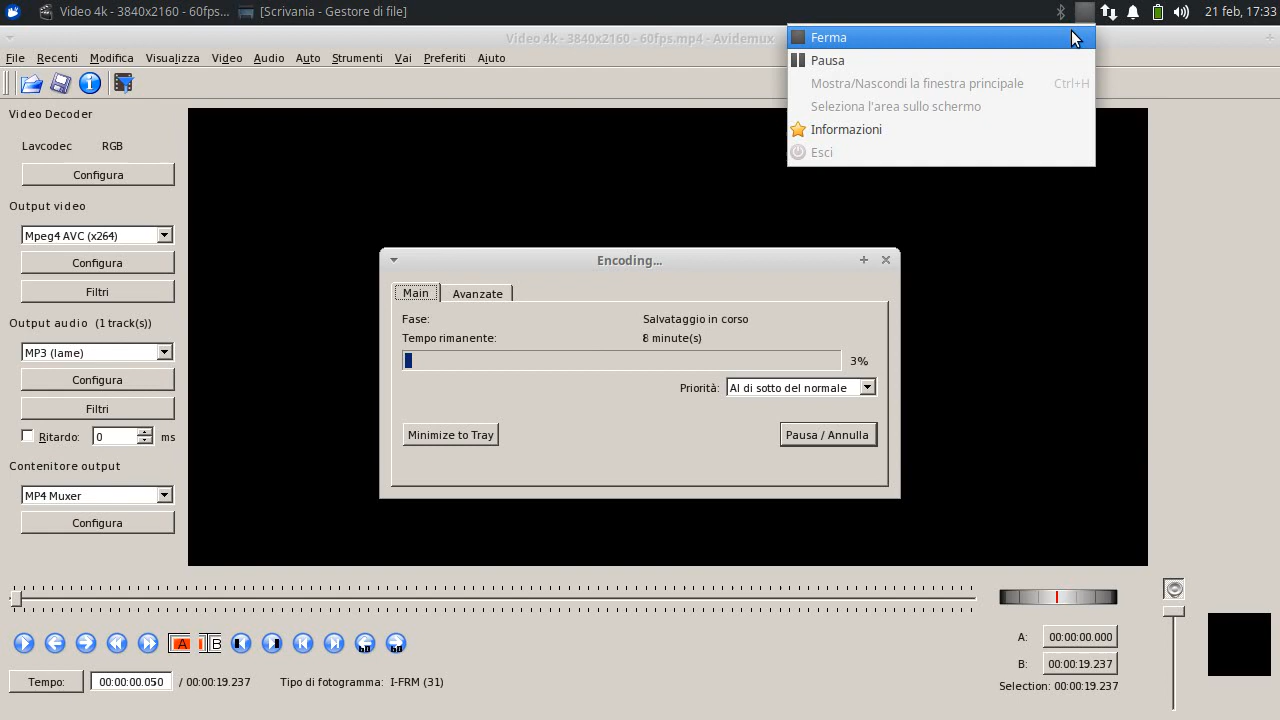 Video 4k - 3840x2160 - 60fps... [Scrivania - Gestore di file] 21 feb, 17:33
Video 4k - 3840x2160 - 60fps.mp4 - Avidemux
File Recenti Modifica Visualizza Video Audio Auto Strumenti Vai Preferiti Aiuto
Ferma
Pausa
Mostra/Nascondi la finestra principale Ctrl+H
Seleziona l'area sullo schermo
Informazioni
Esci
Video Decoder
Lavcodec RGB
Configura
Output video
Mpeg4 AVC (x264)
Configura
Filtri
Output audio (1 track(s))
MP3 (lame)
Configura
Filtri
Ritardo: 0 ms
Contenitore output
MP4 Muxer
Configura
Encoding...
Main Avanzate
Fase: Salvataggio in corso
Tempo rimanente: 8 minute(s)
3%
Priorità: Al di sotto del normale
Minimize to Tray Pausa / Annulla
A B 60 60
A: 00:00:00.000
B: 00:00:19.237
Selection: 00:00:19.237
Tempo: 00:00:00.050 / 00:00:19.237 Tipo di fotogramma: I-FRM (31)